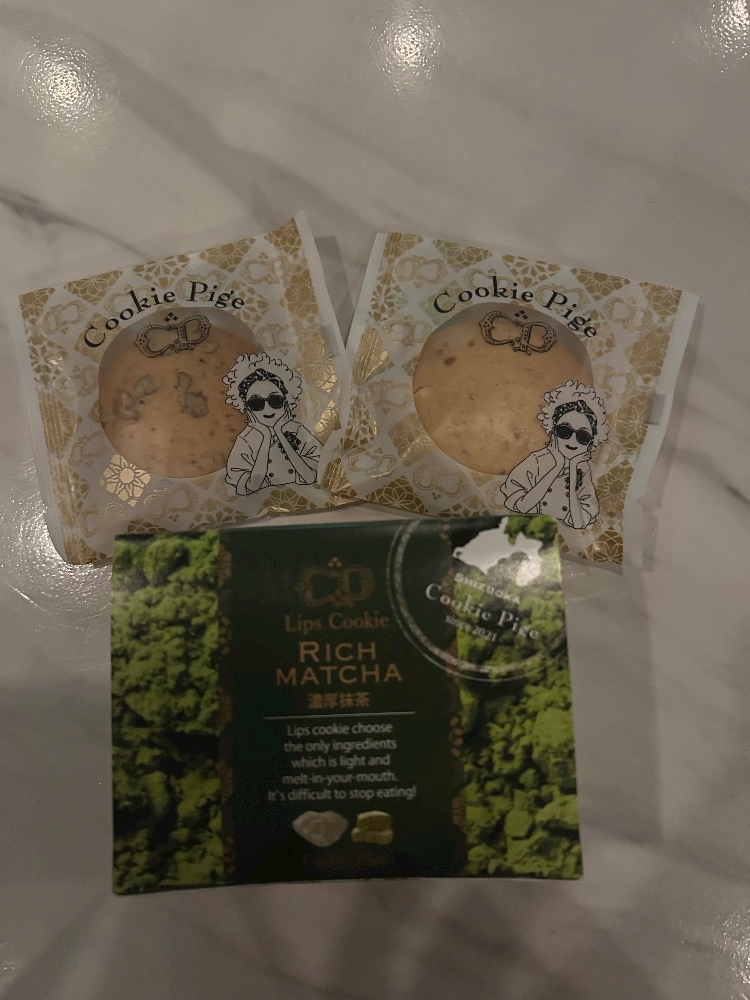 Cookie Pige
Cookie Pige
CD
Lips Cookie
RICH
MATCHA
濃厚抹茶
Lips cookie choose
the only ingredients
which is light and
melt-in-your-mouth.
It's difficult to stop eating!
SHIZUOKA
Cookie Pige
since 2021